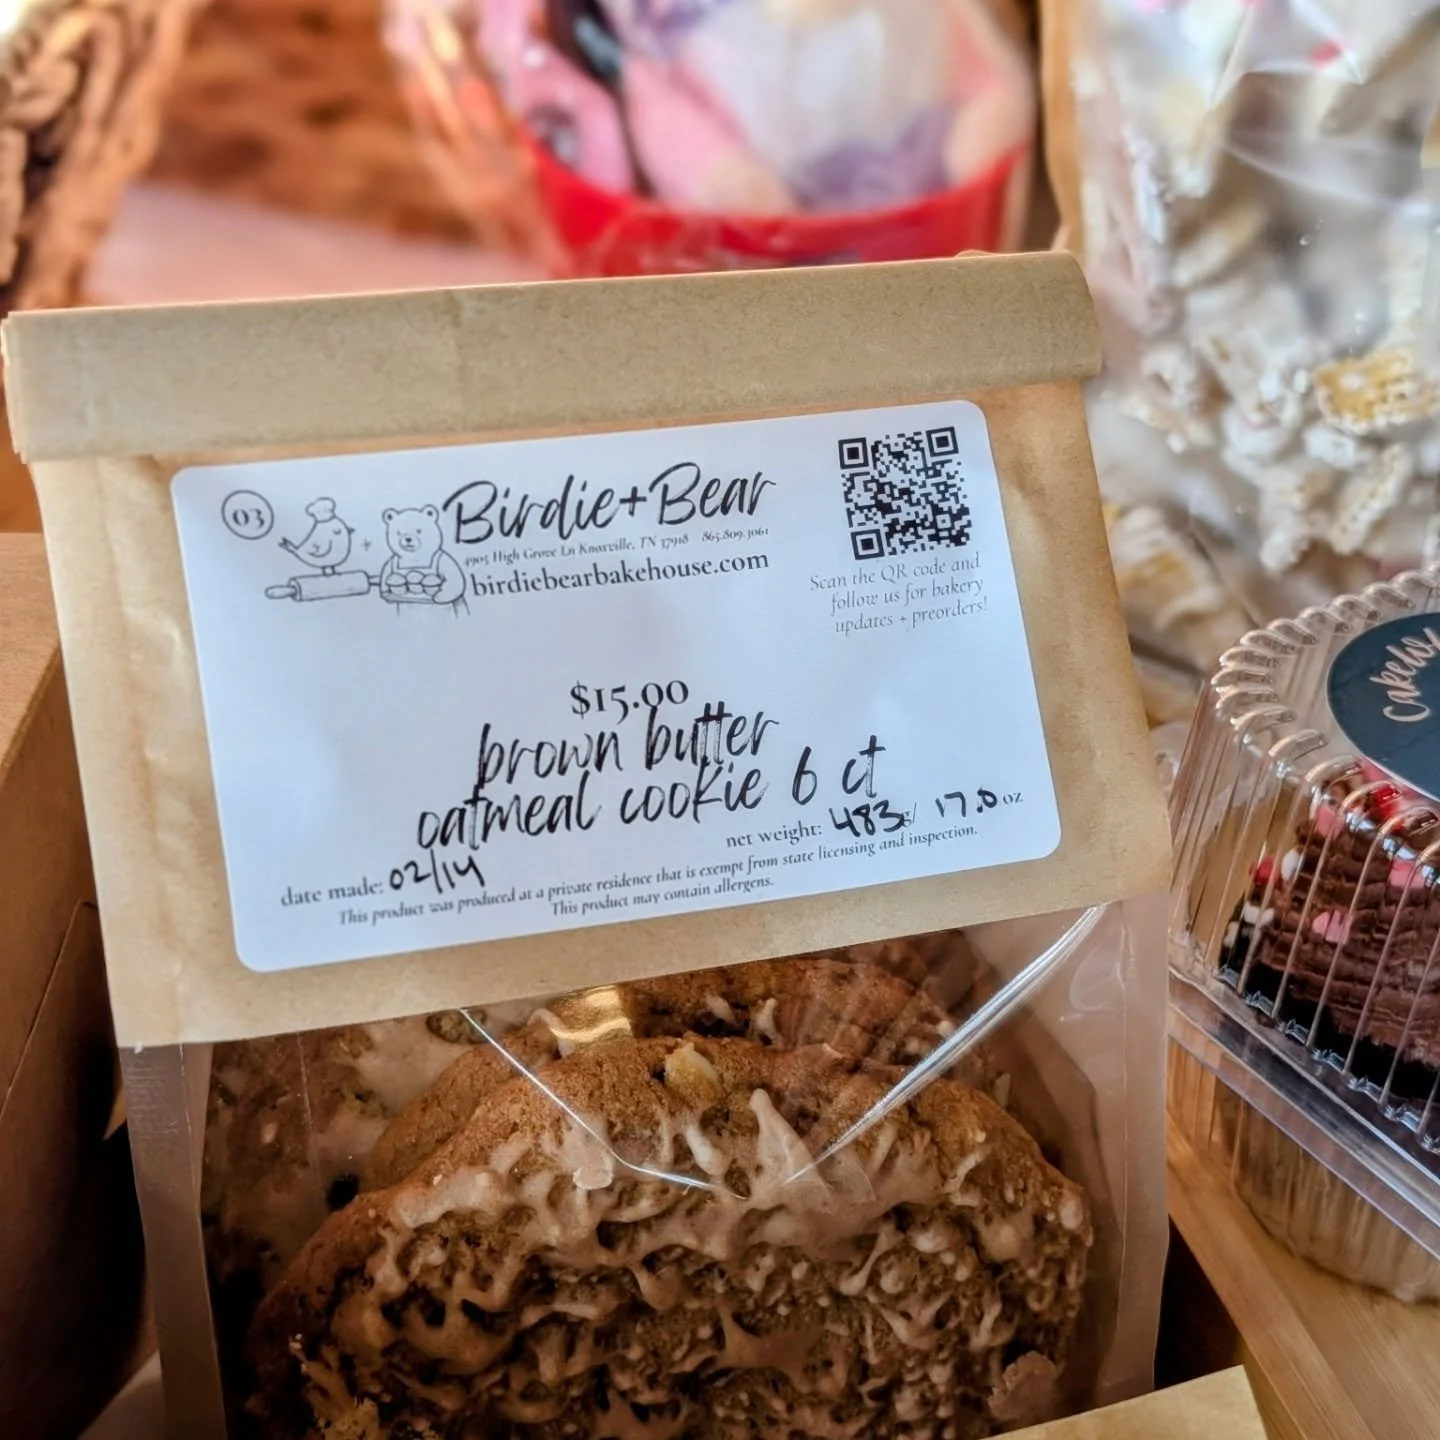 03
Birdie + Bear
4905 High Grove Ln Knoxville, TN 37918 865.809.3061
birdiebearbakehouse.com
Scan the QR code and
follow us for bakery
updates + preorders!
$15.00
brown butter
oatmeal cookie 6 ct
net weight: 483g/ 17.0 oz
date made: 02/14
This product was produced at a private residence that is exempt from state licensing and inspection.
This product may contain allergens.